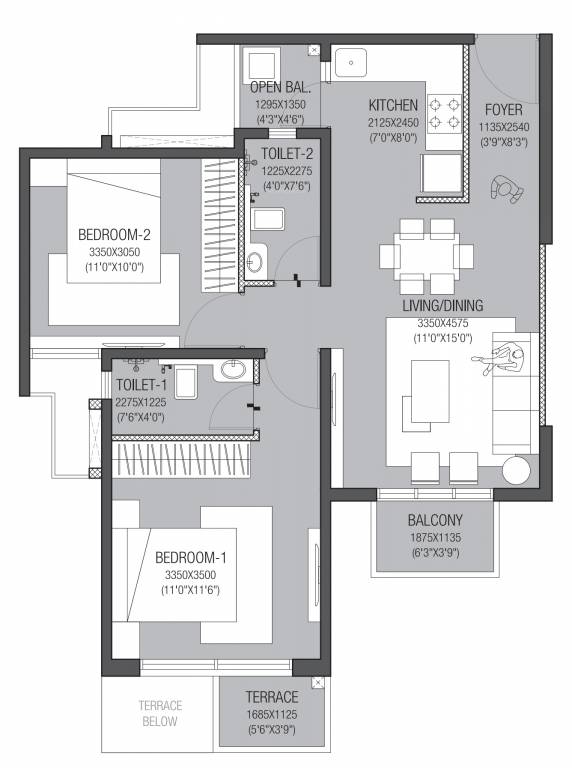 OPEN BAL.
1295X1350
(4'3"X4'6")
KITCHEN
2125X2450
(7'0"X8'0")
FOYER
1135X2540
(3'9"X8'3")
TOILET-2
1225X2275
(4'0"X7'6")
BEDROOM-2
3350X3050
(11'0"X10'0")
LIVING/DINING
3350X4575
(11'0"X15'0")
TOILET-1
2275X1225
(7'6"X4'0")
BEDROOM-1
3350X3500
(11'0"X11'6")
BALCONY
1875X1135
(6'3"X3'9")
TERRACE
BELOW
TERRACE
1685X1125
(5'6"X3'9")